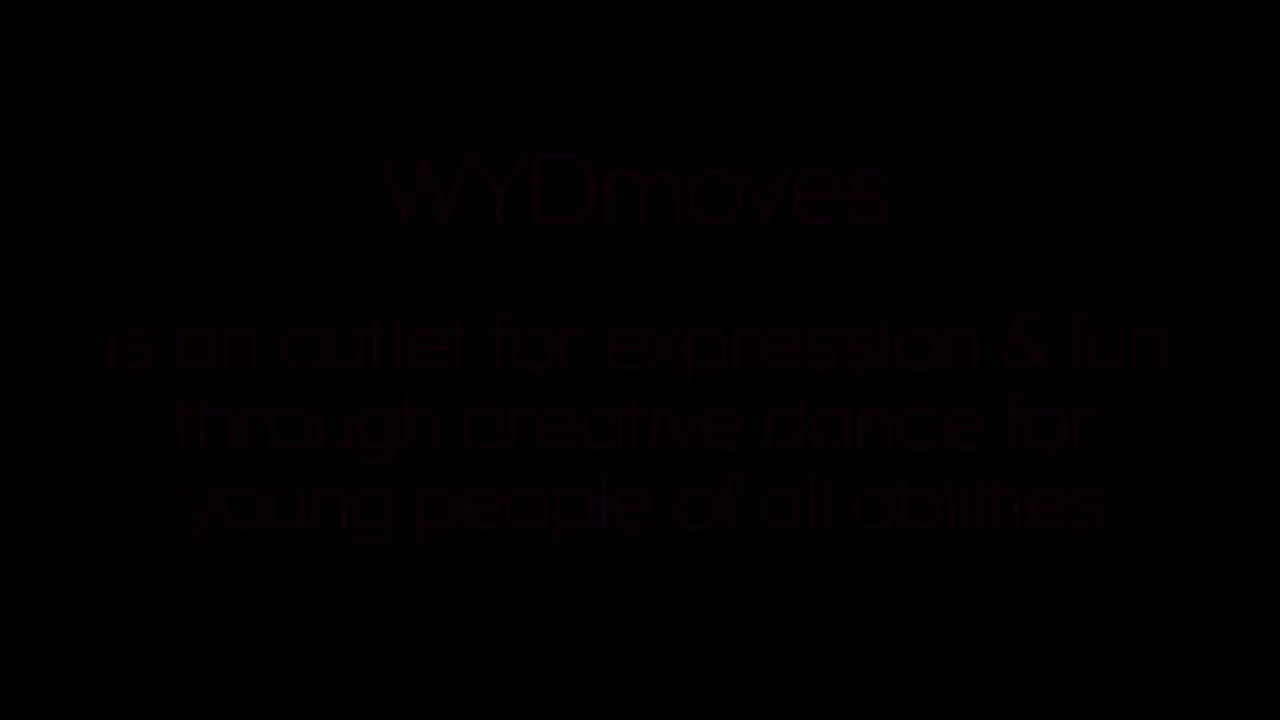 WYDmoves
is an outlet for expression & fun
through creative dance for
young people of all abilities